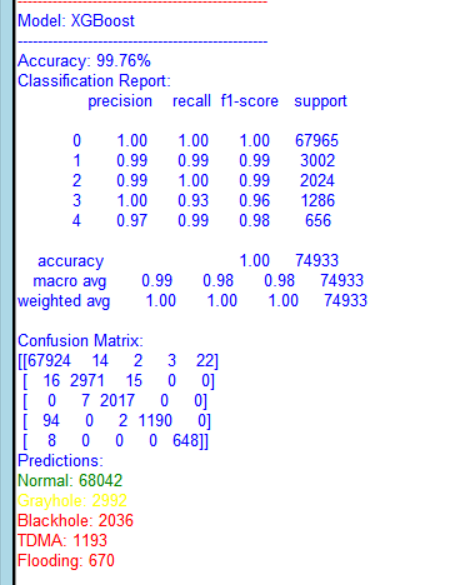 Model: XGBoost
Accuracy: 99.76%
Classification Report:
precision recall f1-score support
0 1.00 1.00 1.00 67965
1 0.99 0.99 0.99 3002
2 0.99 1.00 0.99 2024
3 1.00 0.93 0.96 1286
4 0.97 0.99 0.98 656
accuracy 1.00 74933
macro avg 0.99 0.98 0.98 74933
weighted avg 1.00 1.00 1.00 74933
Confusion Matrix:
[[67924 14 2 3 22]
[ 16 2971 15 0 0]
[ 0 7 2017 0 0]
[ 94 0 2 1190 0]
[ 8 0 0 0 648]]
Predictions:
Normal: 68042
Grayhole: 2992
Blackhole: 2036
TDMA: 1193
Flooding: 670